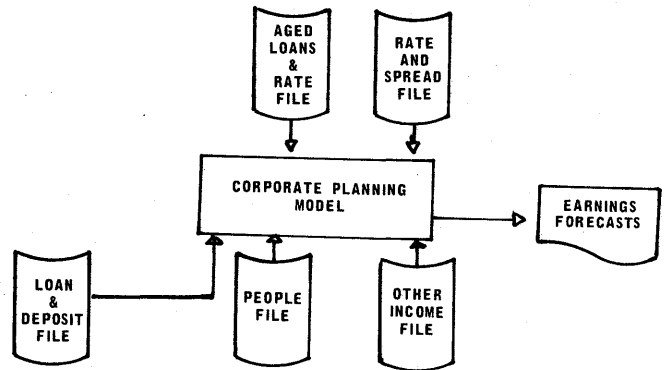 AGED
LOANS
&
RATE
FILE
RATE
AND
SPREAD
FILE
CORPORATE PLANNING
MODEL
EARNINGS
FORECASTS
LOAN
&
DEPOSIT
FILE
PEOPLE
FILE
OTHER
INCOME
FILE